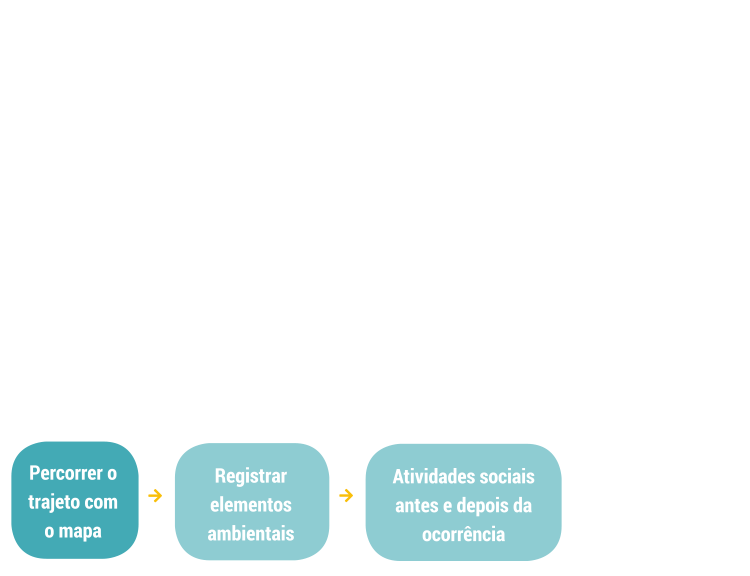 Percorrer o
trajeto com
o mapa
Registrar
elementos
ambientais
Atividades sociais
antes e depois da
ocorrência